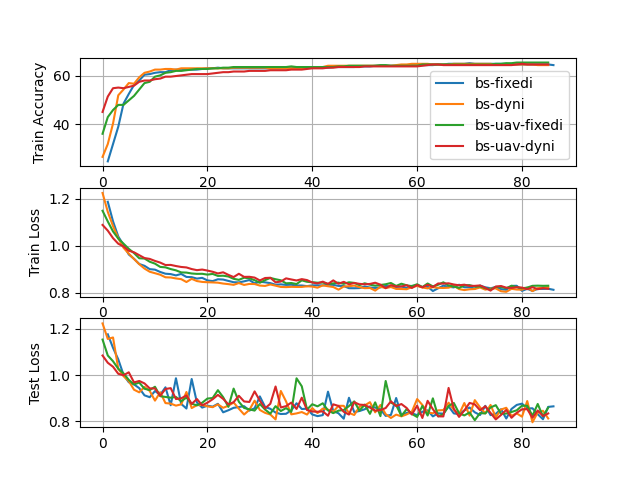 Train Accuracy
60
40
bs-fixedi
bs-dyni
bs-uav-fixedi
bs-uav-dyni
0 20 40 60 80
Train Loss
1.2
1.0
0.8
0 20 40 60 80
Test Loss
1.2
1.0
0.8
0 20 40 60 80